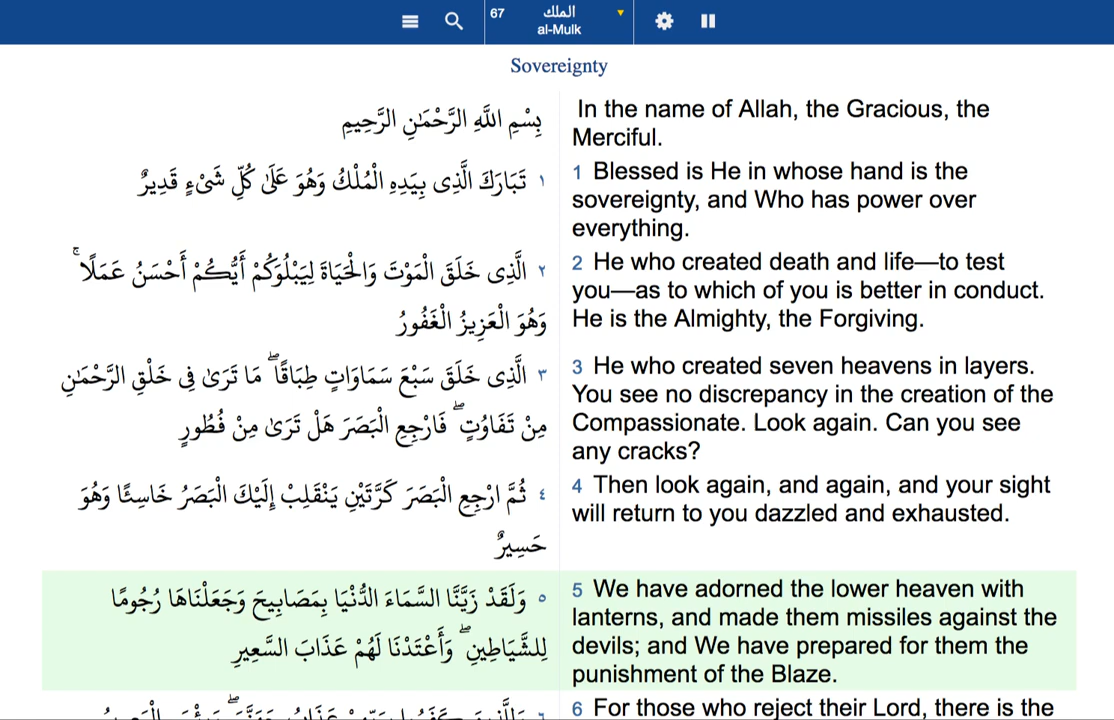 67
الملك
al-Mulk
Sovereignty
بِسْمِ اللَّهِ الرَّحْمَٰنِ الرَّحِيمِ
In the name of Allah, the Gracious, the
Merciful.
١ تَبَارَكَ الَّذِى بِيَدِهِ الْمُلْكُ وَهُوَ عَلَىٰ كُلِّ شَىْءٍ قَدِيرٌ
1 Blessed is He in whose hand is the
sovereignty, and Who has power over
everything.
٢ الَّذِى خَلَقَ الْمَوْتَ وَالْحَيَاةَ لِيَبْلُوَكُمْ أَيُّكُمْ أَحْسَنُ عَمَلًا ۚ
وَهُوَ الْعَزِيزُ الْغَفُورُ
2 He who created death and life—to test
you—as to which of you is better in conduct.
He is the Almighty, the Forgiving.
٣ الَّذِى خَلَقَ سَبْعَ سَمَاوَاتٍ طِبَاقًا ۖ مَا تَرَىٰ فِى خَلْقِ الرَّحْمَٰنِ
مِنْ تَفَاوُتٍ ۖ فَارْجِعِ الْبَصَرَ هَلْ تَرَىٰ مِنْ فُطُورٍ
3 He who created seven heavens in layers.
You see no discrepancy in the creation of the
Compassionate. Look again. Can you see
any cracks?
٤ ثُمَّ ارْجِعِ الْبَصَرَ كَرَّتَيْنِ يَنْقَلِبْ إِلَيْكَ الْبَصَرُ خَاسِئًا وَهُوَ
حَسِيرٌ
4 Then look again, and again, and your sight
will return to you dazzled and exhausted.
٥ وَلَقَدْ زَيَّنَّا السَّمَاءَ الدُّنْيَا بِمَصَابِيحَ وَجَعَلْنَاهَا رُجُومًا
لِلشَّيَاطِينِ ۖ وَأَعْتَدْنَا لَهُمْ عَذَابَ السَّعِيرِ
5 We have adorned the lower heaven with
lanterns, and made them missiles against the
devils; and We have prepared for them the
punishment of the Blaze.
6 For those who reject their Lord, there is the